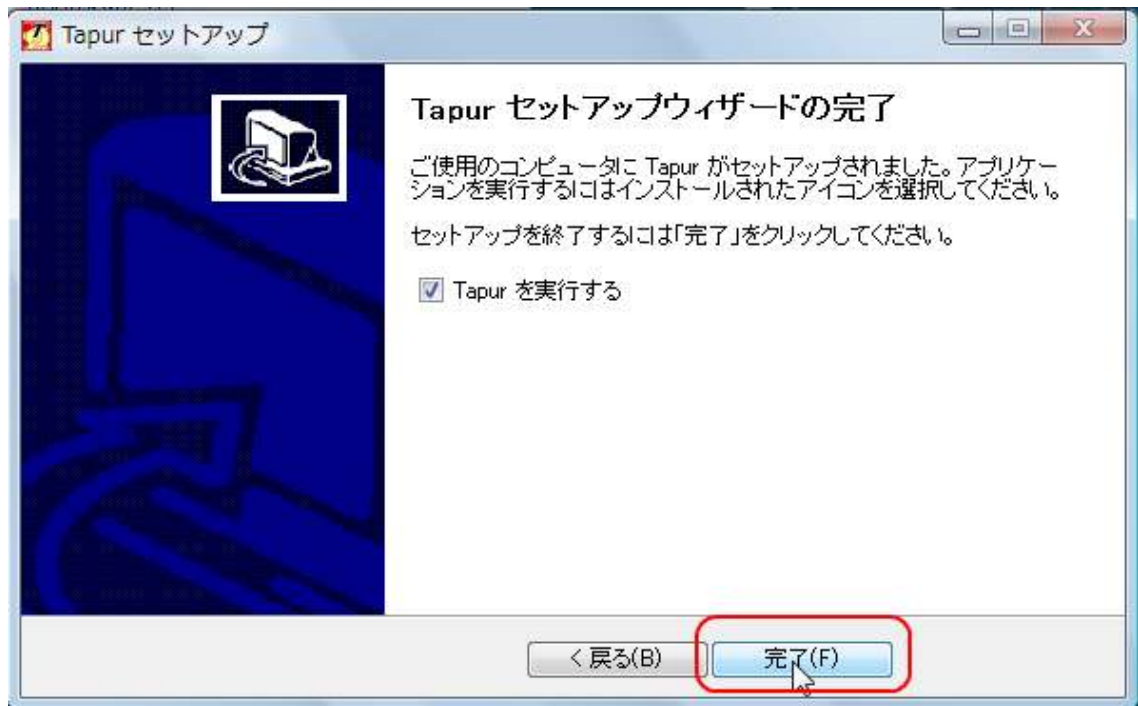 Tapur セットアップ
Tapur セットアップウィザードの完了
ご使用のコンピュータに Tapur がセットアップされました。アプリケー
ションを実行するにはインストールされたアイコンを選択してください。
セットアップを終了するには「完了」をクリックしてください。
Tapur を実行する
< 戻る(B)
完了(F)